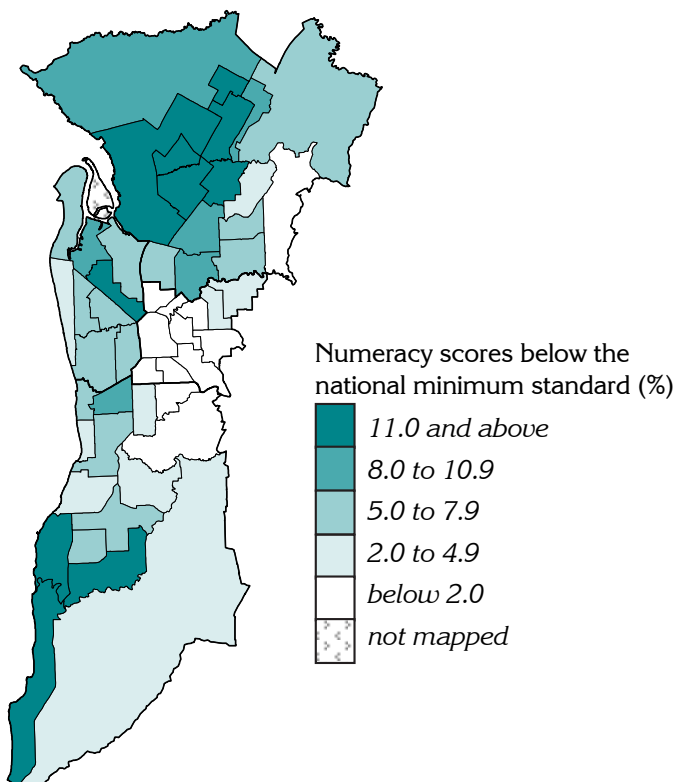 Numeracy scores below the
national minimum standard (%)
11.0 and above
8.0 to 10.9
5.0 to 7.9
2.0 to 4.9
below 2.0
not mapped